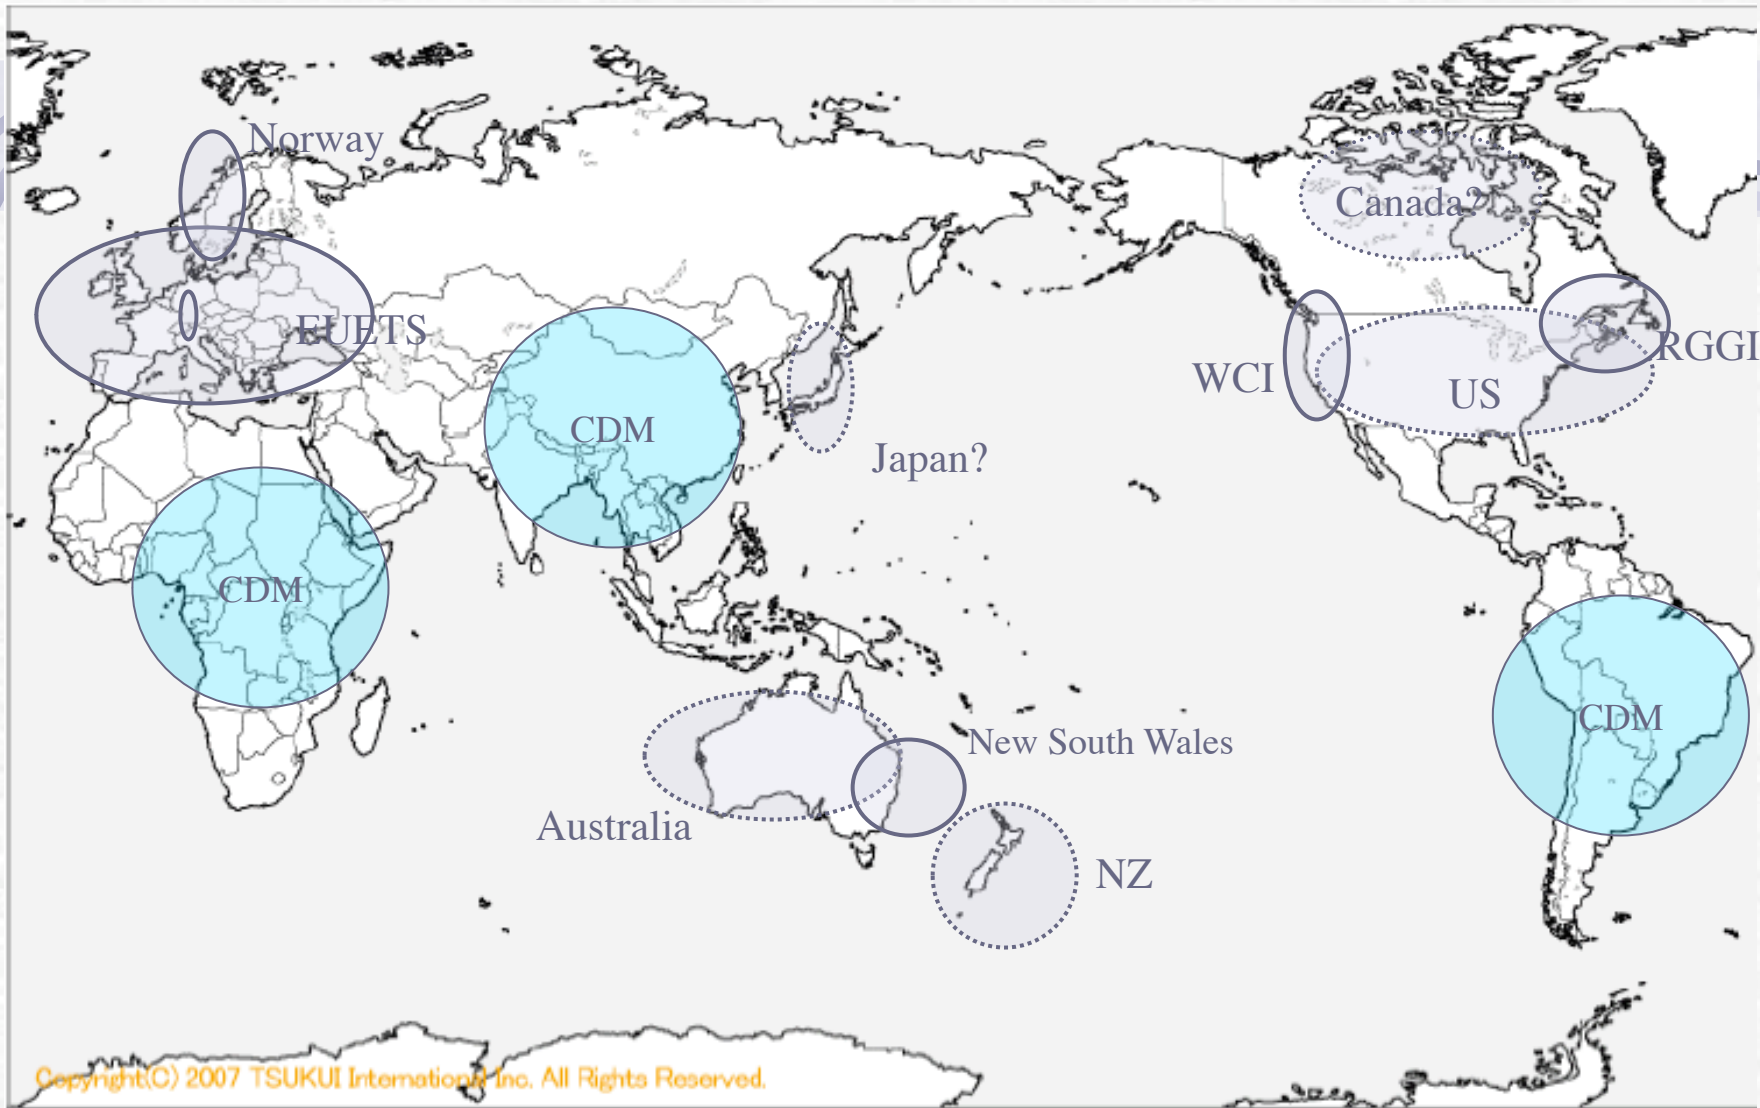 Norway
Canada?
EUETS
WCI
US
RGGI
CDM
Japan?
CDM
CDM
New South Wales
Australia
NZ
Copyright(C) 2007 TSUKUI International Inc. All Rights Reserved.